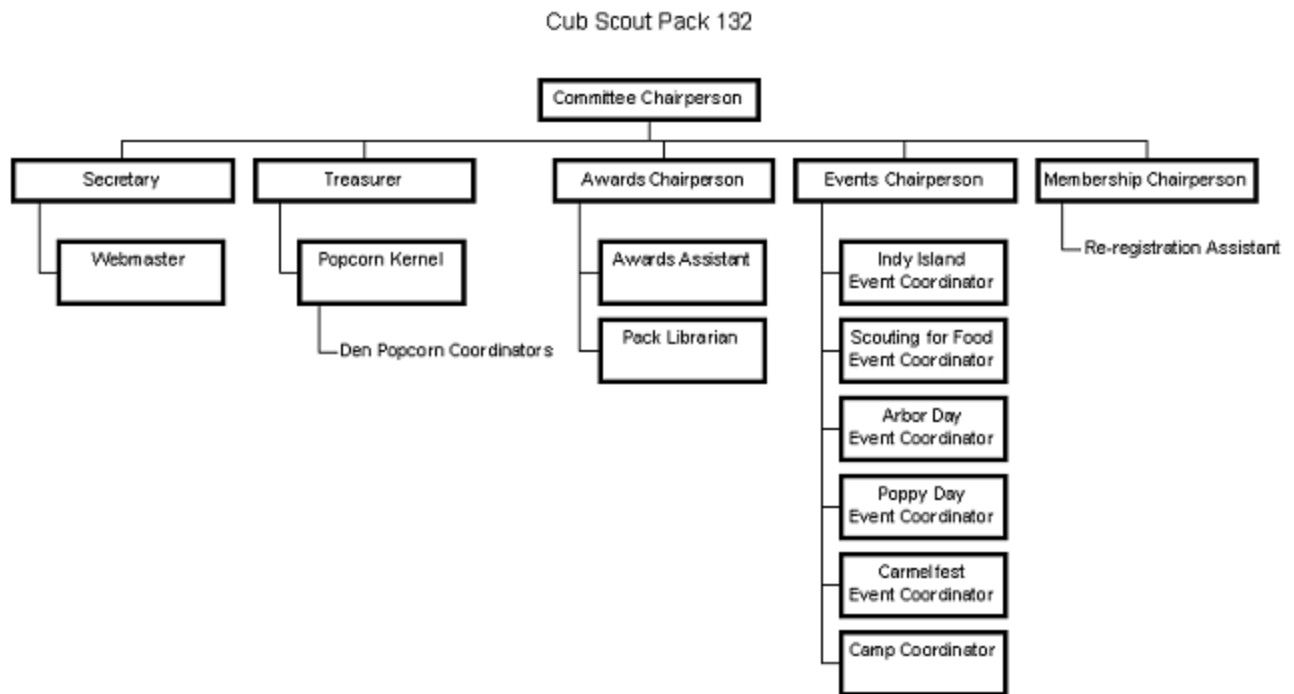 Cub Scout Pack 132
Committee Chairperson
Secretary
Treasurer
Awards Chairperson
Events Chairperson
Membership Chairperson
Webmaster
Popcorn Kernel
Den Popcorn Coordinators
Awards Assistant
Pack Librarian
Indy Island
Event Coordinator
Scouting for Food
Event Coordinator
Arbor Day
Event Coordinator
Poppy Day
Event Coordinator
Carmelfest
Event Coordinator
Camp Coordinator
Re-registration Assistant